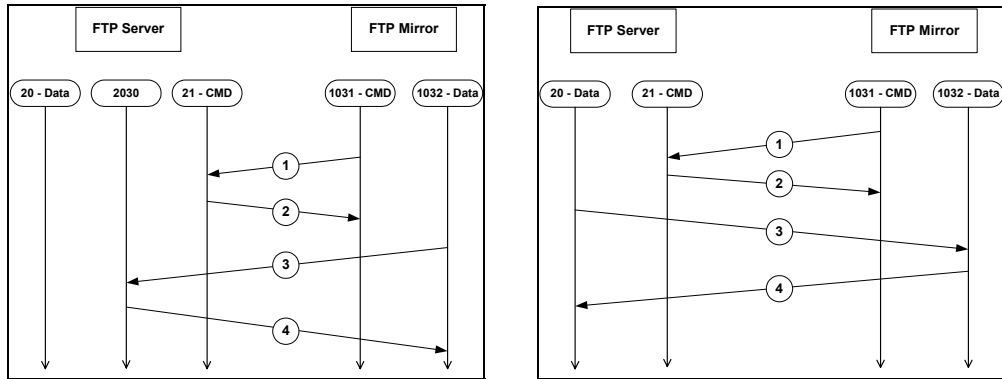 FTP Server
FTP Mirror
20 - Data
2030
21 - CMD
1031 - CMD
1032 - Data
1
2
3
4
FTP Server
FTP Mirror
20 - Data
21 - CMD
1031 - CMD
1032 - Data
1
2
3
4